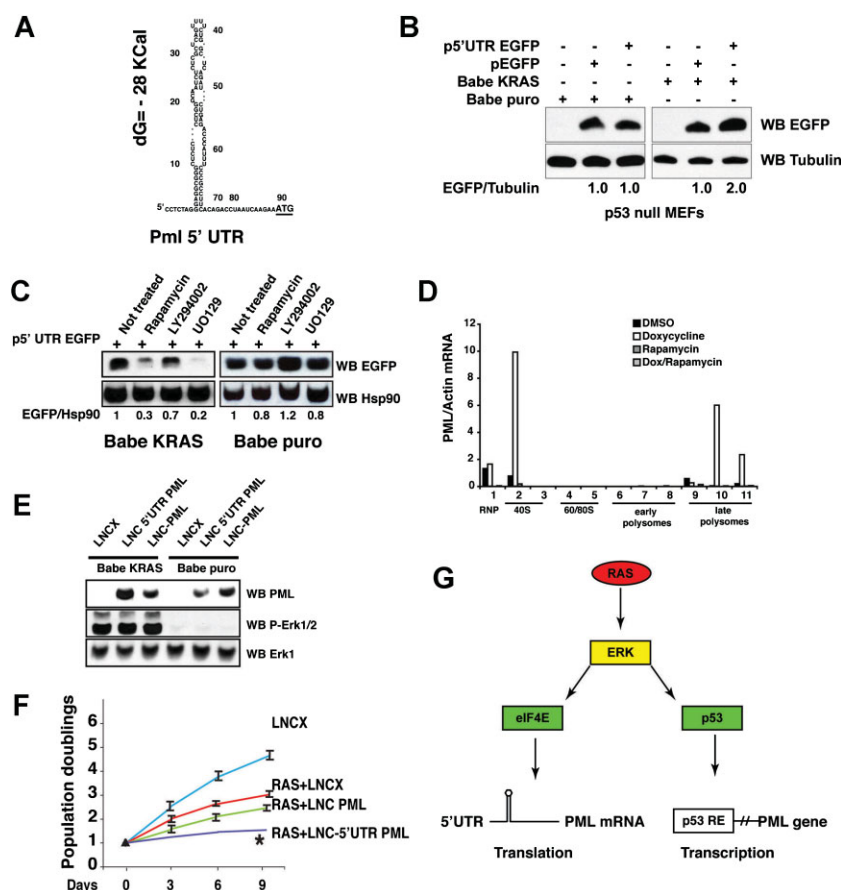 A
dG= - 28 KCal
40
30
50
20
10
60
70 80 90
5' CCTCTAGGCACAGACCUAAUCAAGAAATG
Pml 5' UTR
B
p5'UTR EGFP - - + - - +
pEGFP - + - - + -
Babe KRAS - - - + + +
Babe puro + + + - - -
WB EGFP
WB Tubulin
EGFP/Tubulin 1.0 1.0 1.0 2.0
p53 null MEFs
C
Not treated Rapamycin LY294002 UO129 Not treated Rapamycin LY294002 UO129
p5' UTR EGFP + + + + + + + +
WB EGFP
WB Hsp90
EGFP/Hsp90 1 0.3 0.7 0.2 1 0.8 1.2 0.8
Babe KRAS Babe puro
D
DMSO
Doxycycline
Rapamycin
Dox/Rapamycin
PML/Actin mRNA
12
10
8
6
4
2
0
1 2 3 4 5 6 7 8 9 10 11
RNP 40S 60/80S early polysomes late polysomes
E
LNCX LNC 5'UTR PML LNC-PML LNCX LNC 5'UTR PML LNC-PML
Babe KRAS Babe puro
WB PML
WB P-Erk1/2
WB Erk1
F
Population doublings
6
5
4
3
2
1
LNCX
RAS+LNCX
RAS+LNC PML
RAS+LNC-5'UTR PML
*
Days 0 3 6 9
G
RAS
ERK
eIF4E p53
5'UTR PML mRNA p53 RE PML gene
Translation Transcription